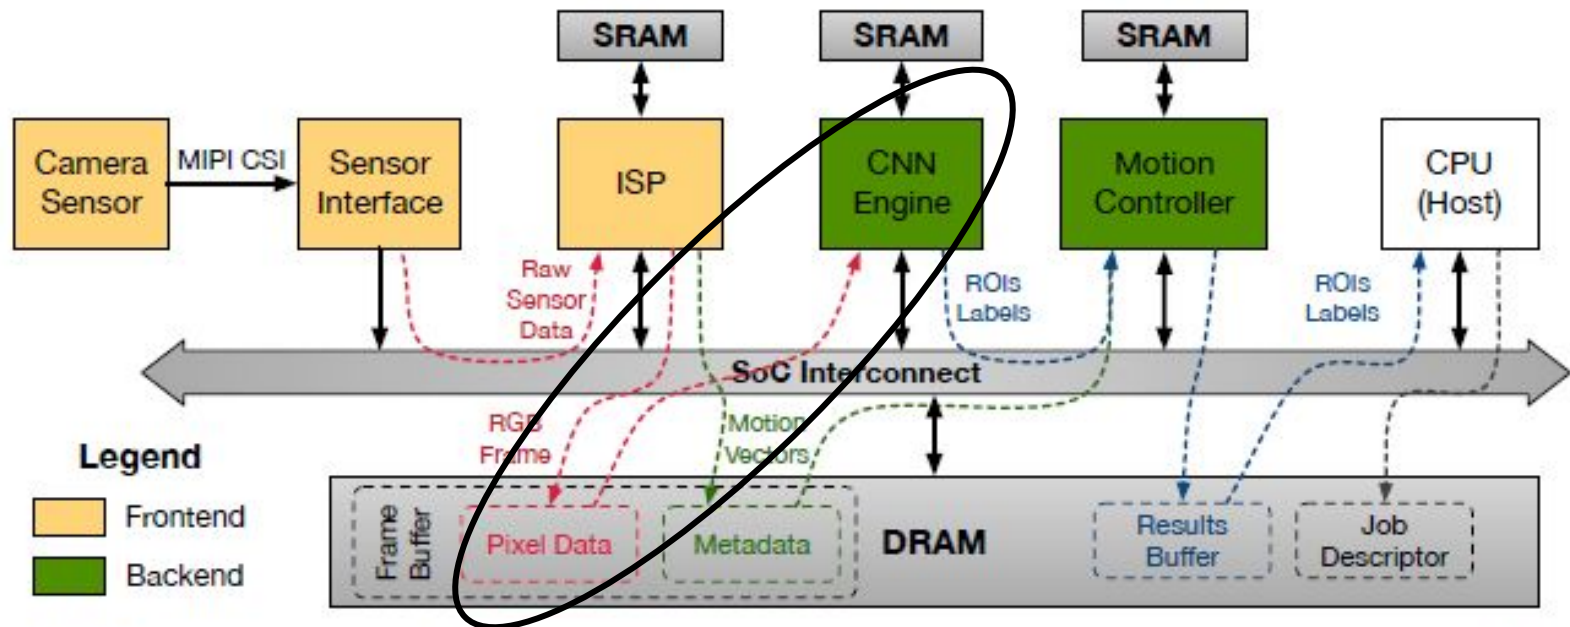 SRAM
SRAM
SRAM
Camera
Sensor
MIPI CSI
Sensor
Interface
ISP
CNN
Engine
Motion
Controller
CPU
(Host)
Raw
Sensor
Data
ROIs
Labels
ROIs
Labels
SoC Interconnect
RGB
Frame
Motion
Vectors
Legend
Frontend
Backend
Frame
Buffer
Pixel Data
Metadata
DRAM
Results
Buffer
Job
Descriptor